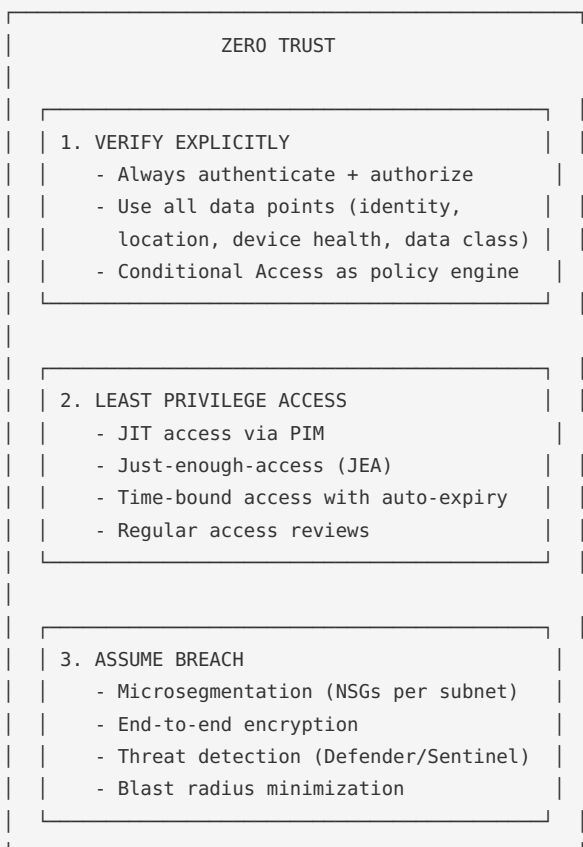 ZERO TRUST
1. VERIFY EXPLICITLY
- Always authenticate + authorize
- Use all data points (identity,
location, device health, data class)
- Conditional Access as policy engine
2. LEAST PRIVILEGE ACCESS
- JIT access via PIM
- Just-enough-access (JEA)
- Time-bound access with auto-expiry
- Regular access reviews
3. ASSUME BREACH
- Microsegmentation (NSGs per subnet)
- End-to-end encryption
- Threat detection (Defender/Sentinel)
- Blast radius minimization